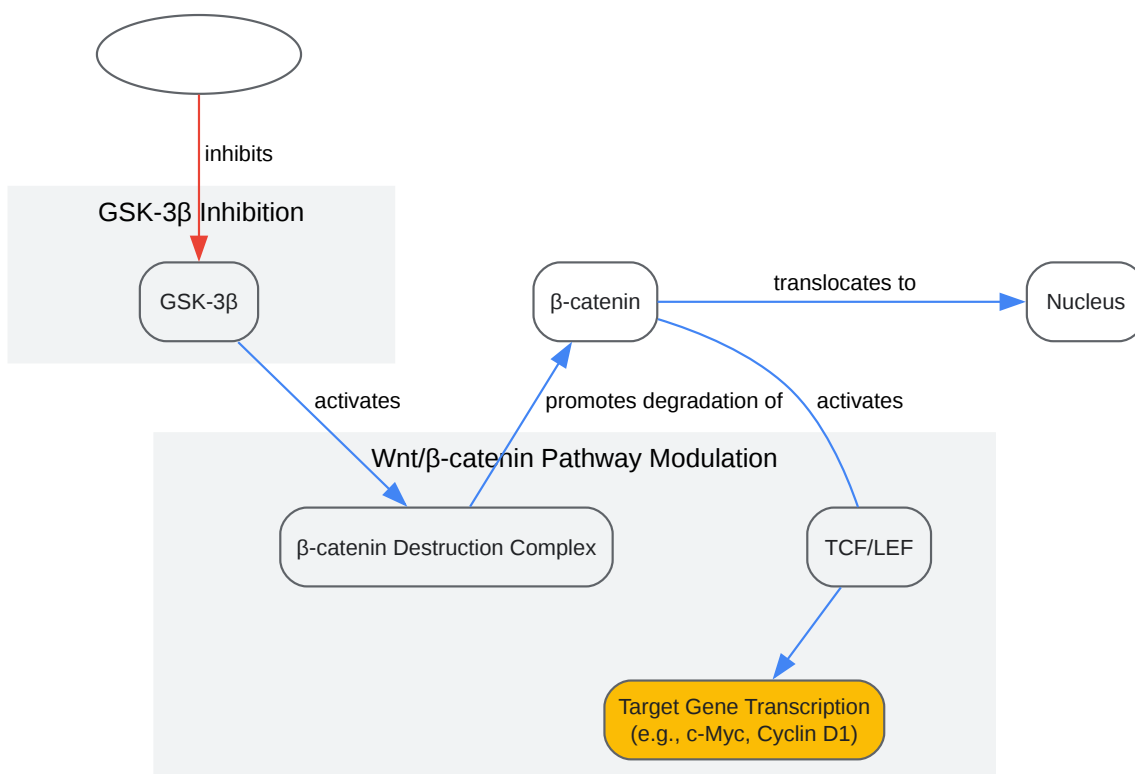 inhibits
GSK-3β Inhibition
GSK-3β
β-catenin
translocates to
Nucleus
activates
promotes degradation of
activates
Wnt/β-catenin Pathway Modulation
β-catenin Destruction Complex
TCF/LEF
Target Gene Transcription
(e.g., c-Myc, Cyclin D1)